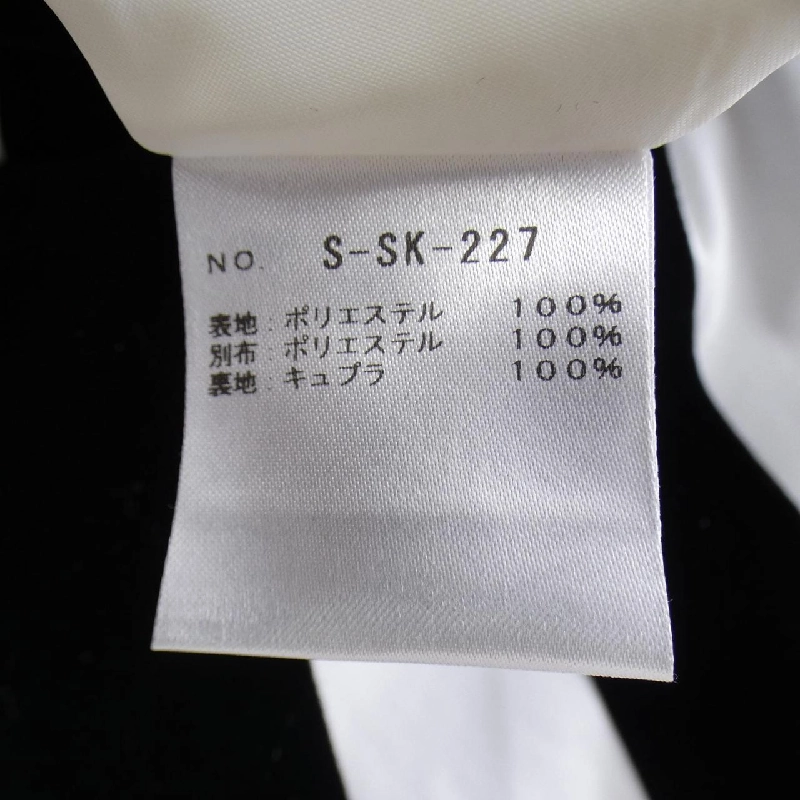 NO. S-SK-227
表地:ポリエステル 100%
別布:ポリエステル 100%
裏地:キュプラ 100%